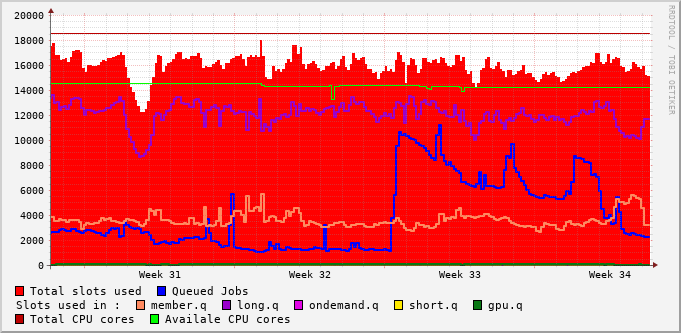 RRDTOOL / TOBI OETIKER
20000
18000
16000
14000
12000
10000
8000
6000
4000
2000
0
Week 31 Week 32 Week 33 Week 34
Total slots used Queued Jobs
Slots used in : member.q long.q ondemand.q short.q gpu.q
Total CPU cores Availale CPU cores